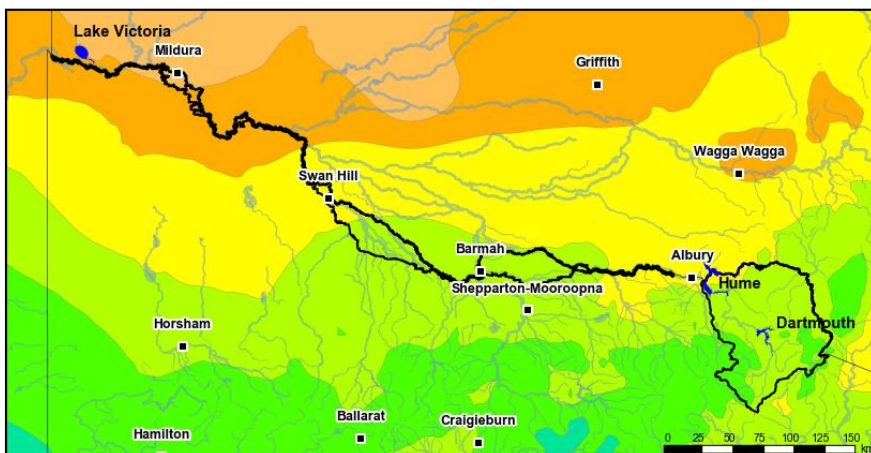 Lake Victoria
Mildura
Griffith
Wagga Wagga
Swan Hill
Barmah
Albury
Hume
Shepparton-Mooroopna
Dartmouth
Horsham
Ballarat
Craigieburn
Hamilton
0 25 50 75 100 125 150
km